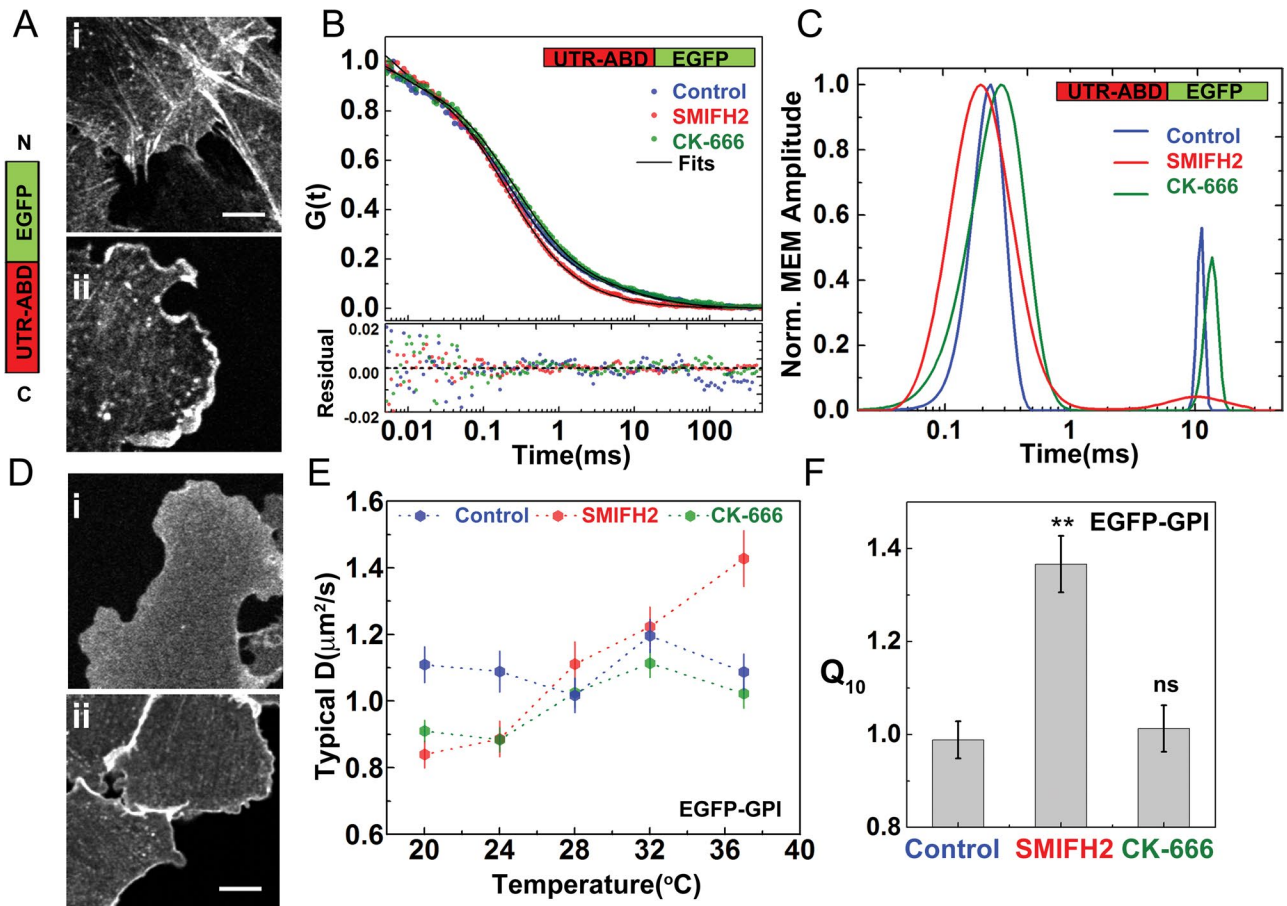 A
i
ii
N
EGFP
UTR-ABD
C
B
UTR-ABD EGFP
Control
SMIFH2
CK-666
Fits
G(t)
1.0
0.8
0.6
0.4
0.2
0.0
Residual
0.02
0.00
-0.02
0.01 0.1 1 10 100
Time(ms)
C
UTR-ABD EGFP
Control
SMIFH2
CK-666
Norm. MEM Amplitude
1.0
0.8
0.6
0.4
0.2
0.0
0.1 1 10
Time(ms)
D
i
ii
E
Control SMIFH2 CK-666
Typical D(μm²/s)
1.6
1.4
1.2
1.0
0.8
0.6
EGFP-GPI
20 24 28 32 36 40
Temperature(°C)
F
** EGFP-GPI
ns
Q10
1.4
1.2
1.0
0.8
Control SMIFH2 CK-666